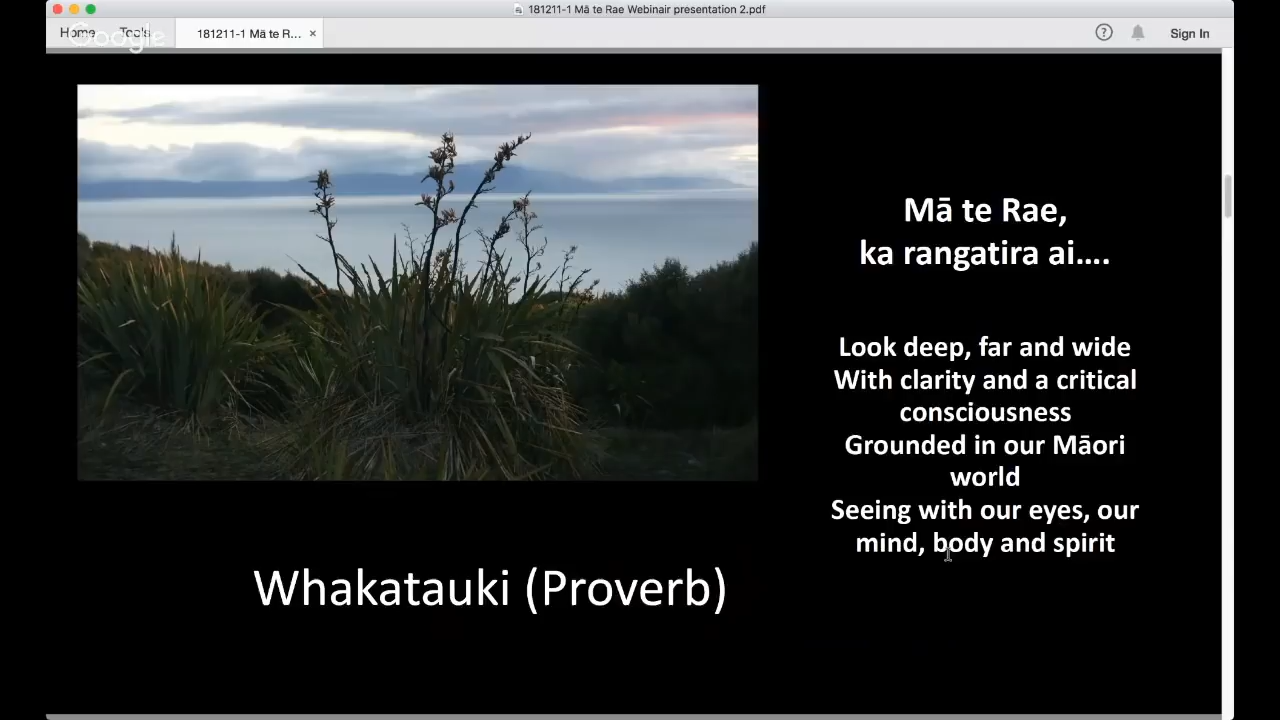 181211-1 Mā te Rae Webinair presentation 2.pdf
Home
Tools
Google
181211-1 Mā te R... ×
?
Sign In
Mā te Rae,
ka rangatira ai....
Look deep, far and wide
With clarity and a critical
consciousness
Grounded in our Māori
world
Seeing with our eyes, our
mind, body and spirit
Whakatauki (Proverb)